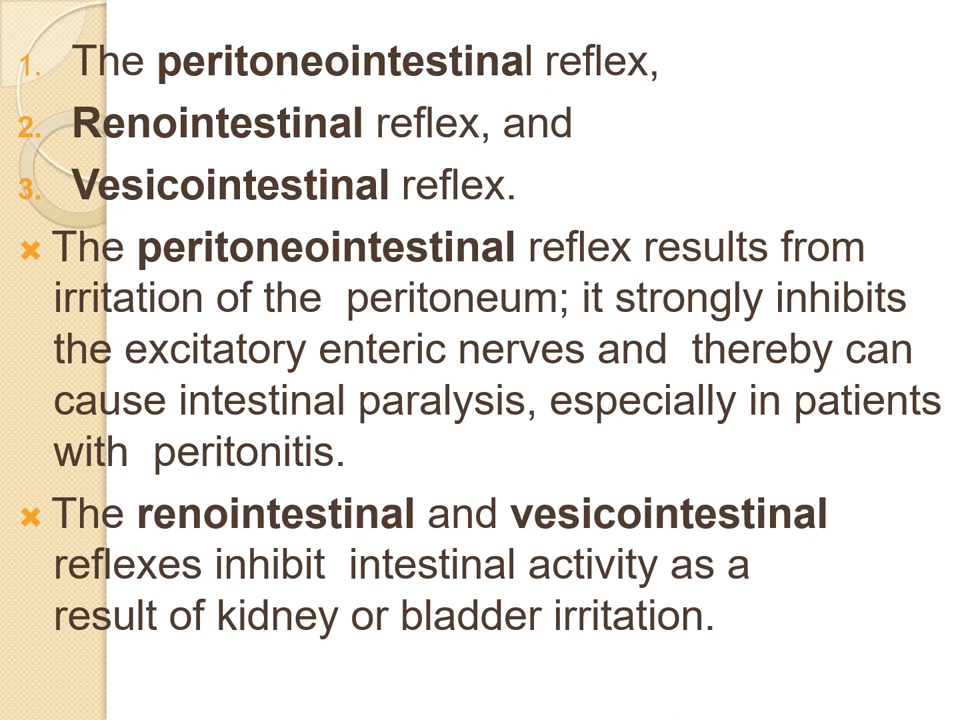 1. The peritoneointestinal reflex,
2. Renointestinal reflex, and
3. Vesicointestinal reflex.
× The peritoneointestinal reflex results from
irritation of the peritoneum; it strongly inhibits
the excitatory enteric nerves and thereby can
cause intestinal paralysis, especially in patients
with peritonitis.
× The renointestinal and vesicointestinal
reflexes inhibit intestinal activity as a
result of kidney or bladder irritation.